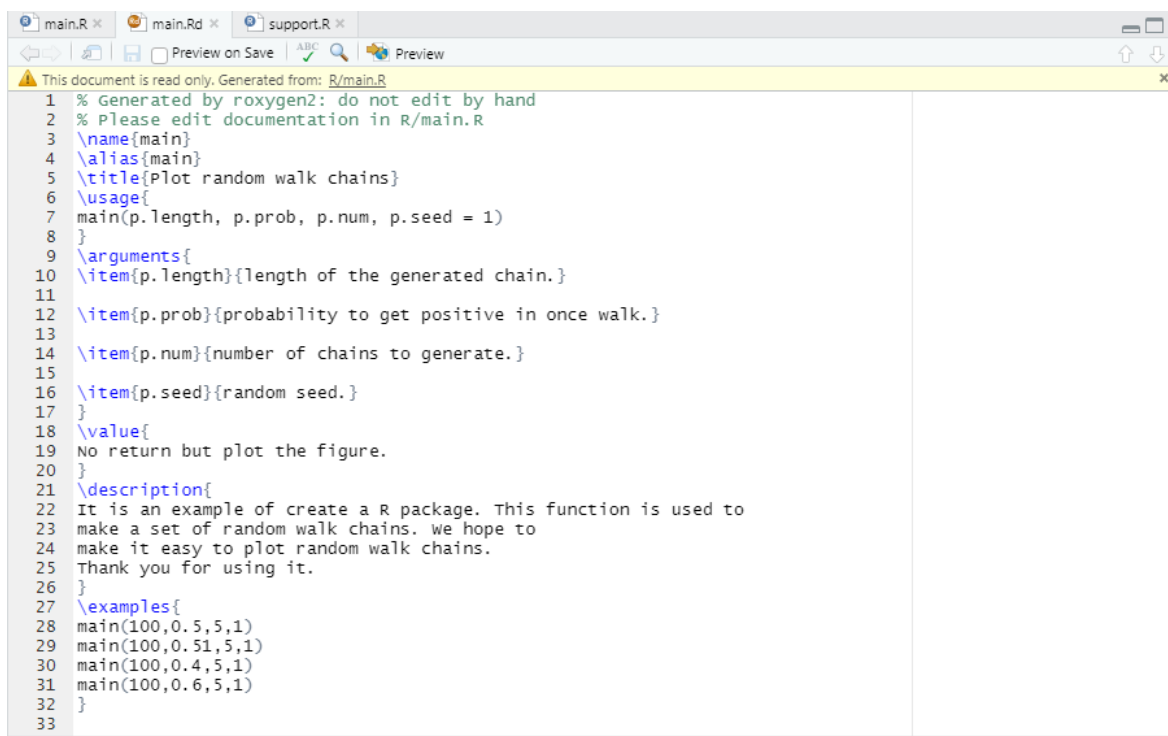 main.R
main.Rd
support.R
Preview on Save
ABC
Preview
This document is read only. Generated from: R/main.R
1 % Generated by roxygen2: do not edit by hand
2 % Please edit documentation in R/main.R
3 \name{main}
4 \alias{main}
5 \title{Plot random walk chains}
6 \usage{
7 main(p.length, p.prob, p.num, p.seed = 1)
8 }
9 \arguments{
10 \item{p.length}{length of the generated chain.}
11
12 \item{p.prob}{probability to get positive in once walk.}
13
14 \item{p.num}{number of chains to generate.}
15
16 \item{p.seed}{random seed.}
17 }
18 \value{
19 No return but plot the figure.
20 }
21 \description{
22 It is an example of create a R package. This function is used to
23 make a set of random walk chains. We hope to
24 make it easy to plot random walk chains.
25 Thank you for using it.
26 }
27 \examples{
28 main(100,0.5,5,1)
29 main(100,0.51,5,1)
30 main(100,0.4,5,1)
31 main(100,0.6,5,1)
32 }
33